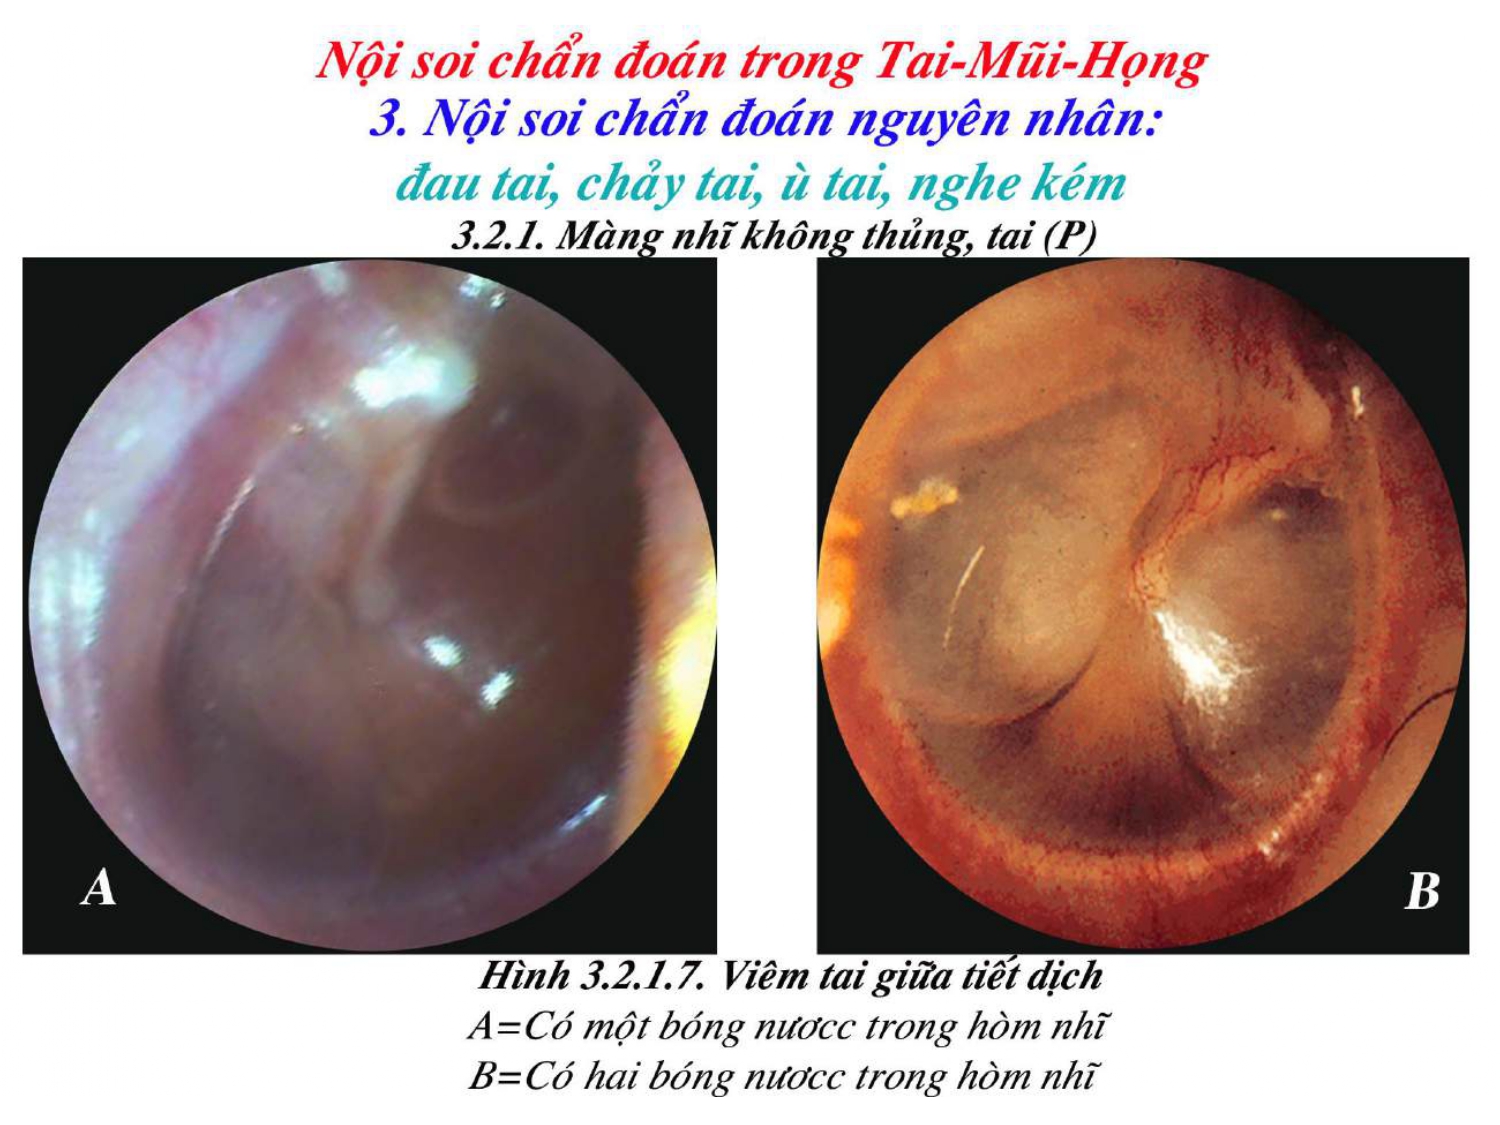 Nội soi chẩn đoán trong Tai-Mũi-Họng
3. Nội soi chẩn đoán nguyên nhân:
đau tai, chảy tai, ù tai, nghe kém
3.2.1. Màng nhĩ không thủng, tai (P)
A
B
Hình 3.2.1.7. Viêm tai giữa tiết dịch
A=Có một bóng nươcc trong hòm nhĩ
B=Có hai bóng nươcc trong hòm nhĩ